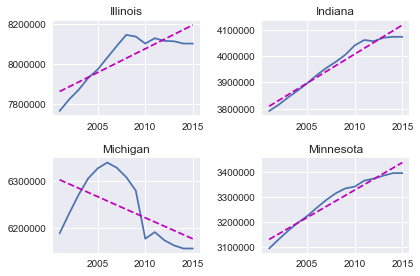 Illinois
8200000
8000000
7800000
2005 2010 2015
Indiana
4100000
4000000
3900000
3800000
2005 2010 2015
Michigan
6300000
6200000
2005 2010 2015
Minnesota
3400000
3300000
3200000
3100000
2005 2010 2015